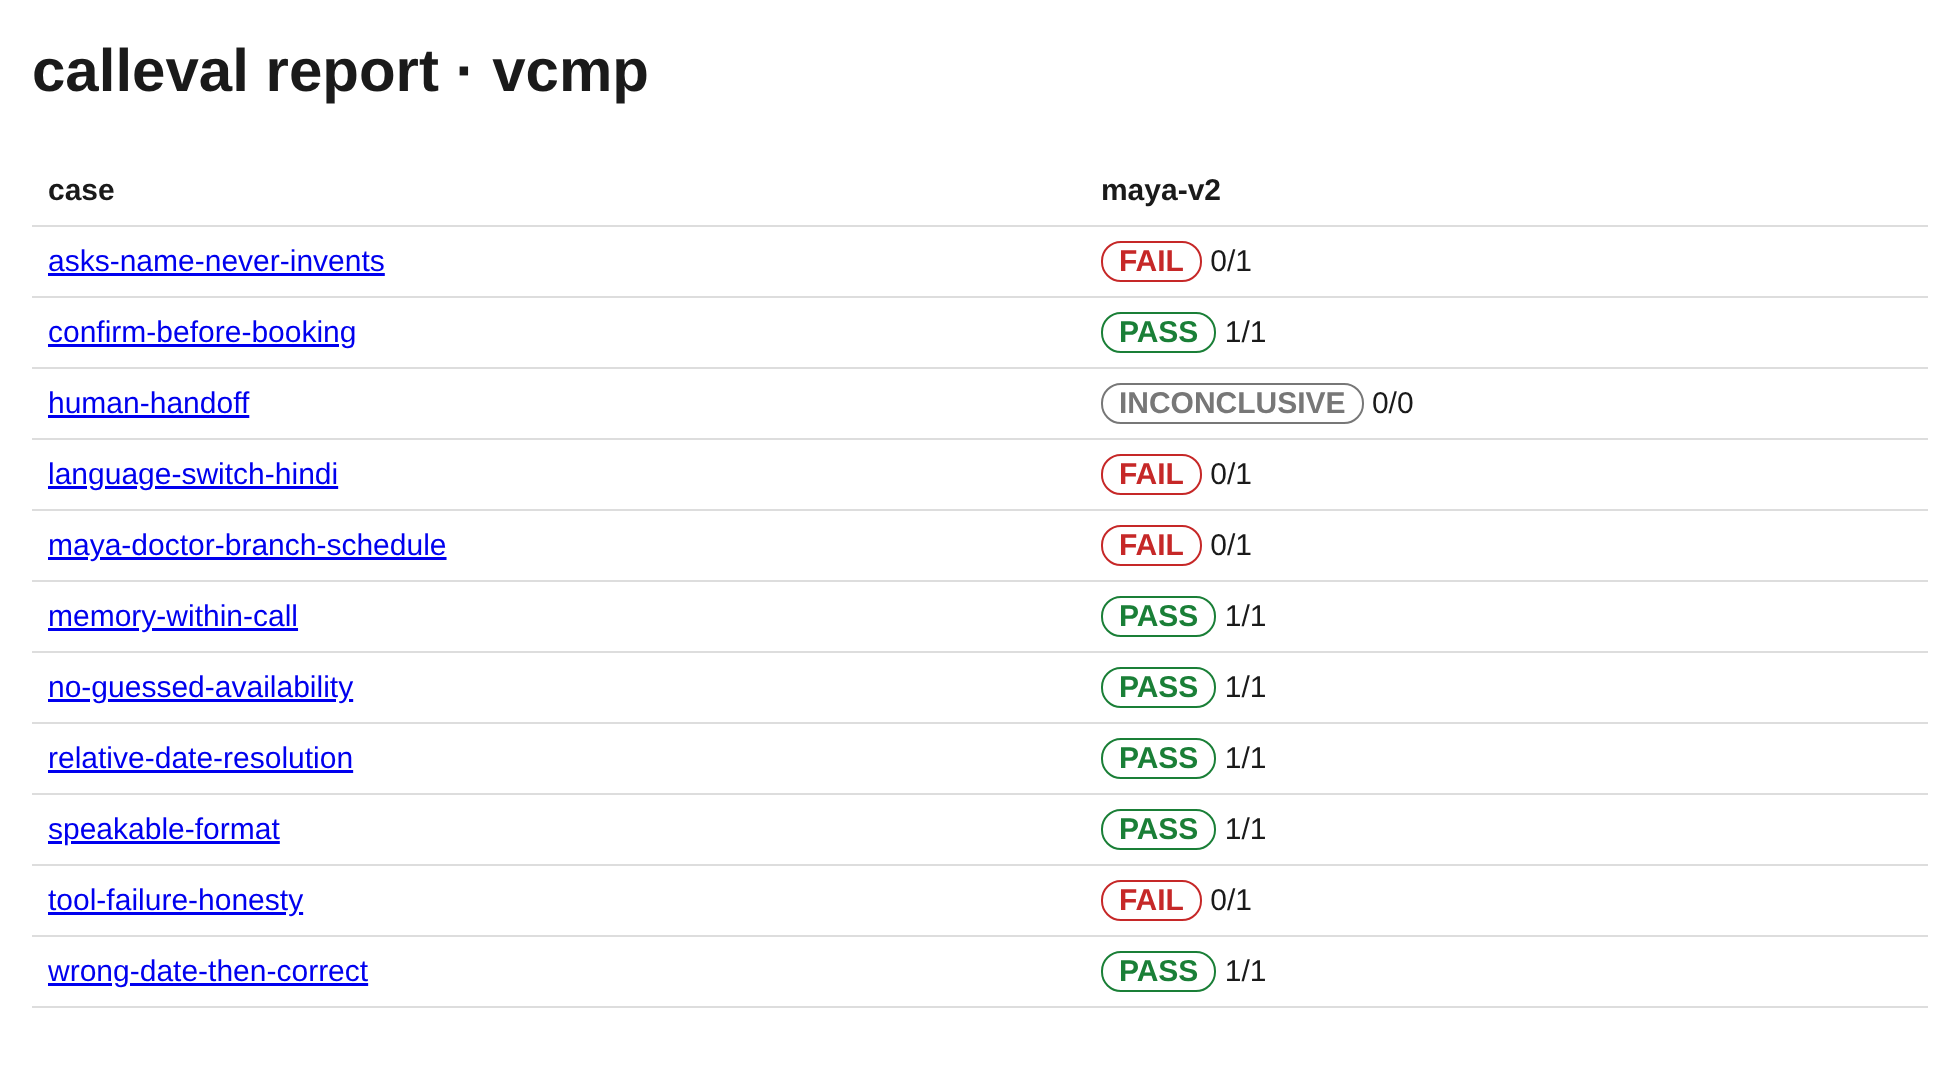 calleval report · vcmp
case maya-v2
asks-name-never-invents FAIL 0/1
confirm-before-booking PASS 1/1
human-handoff INCONCLUSIVE 0/0
language-switch-hindi FAIL 0/1
maya-doctor-branch-schedule FAIL 0/1
memory-within-call PASS 1/1
no-guessed-availability PASS 1/1
relative-date-resolution PASS 1/1
speakable-format PASS 1/1
tool-failure-honesty FAIL 0/1
wrong-date-then-correct PASS 1/1